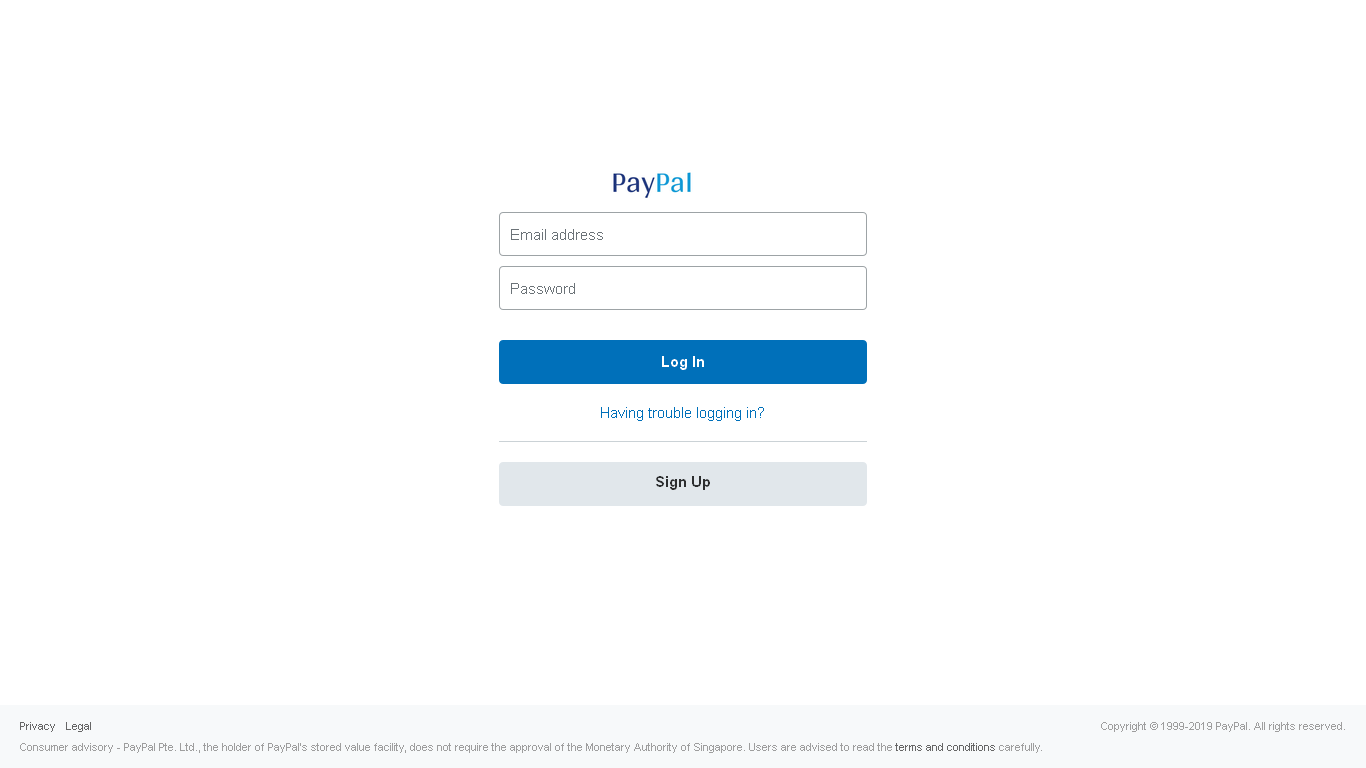 PayPal
Email address
Password
Log In
Having trouble logging in?
Sign Up
Privacy Legal
Copyright © 1999-2019 PayPal. All rights reserved.
Consumer advisory - PayPal Pte. Ltd., the holder of PayPal's stored value facility, does not require the approval of the Monetary Authority of Singapore. Users are advised to read the terms and conditions carefully.